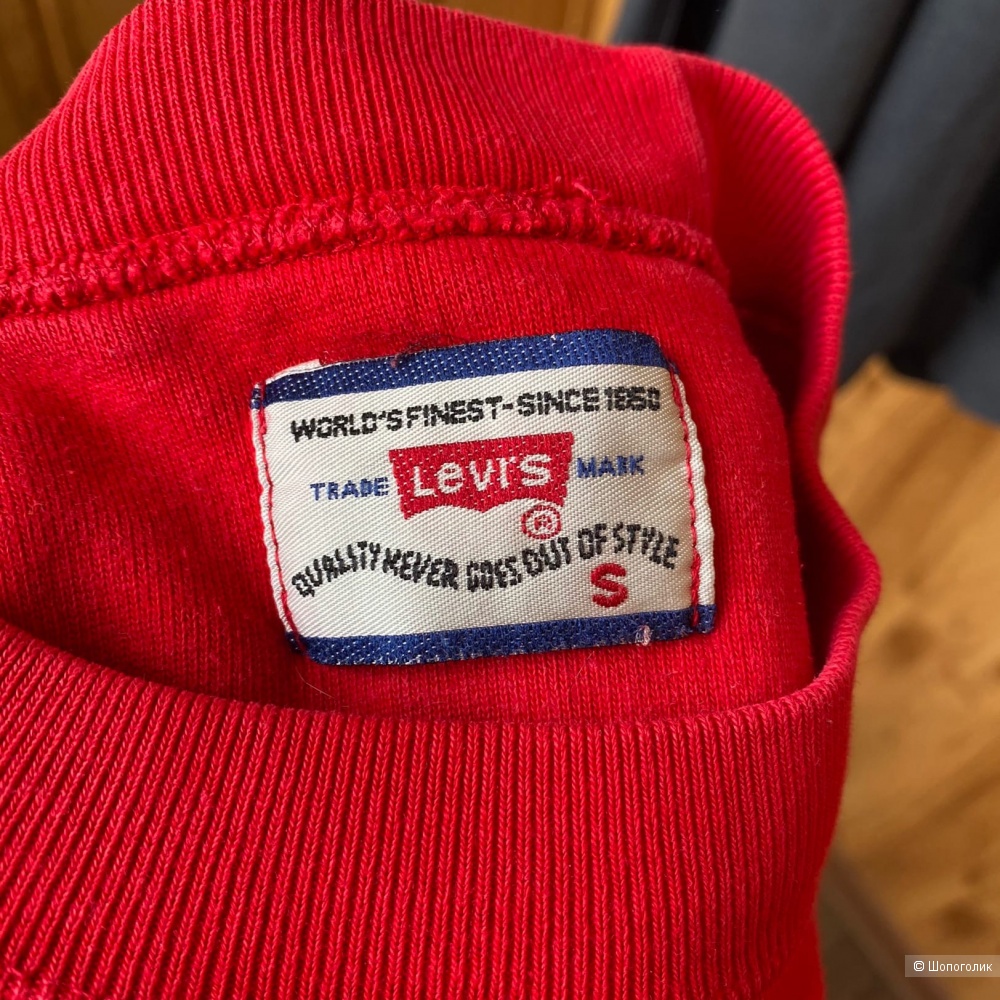 WORLD'S FINEST-SINCE 1850
TRADE Levi's MARK
®
QUALITY NEVER GOES OUT OF STYLE
S
© Шопоголик